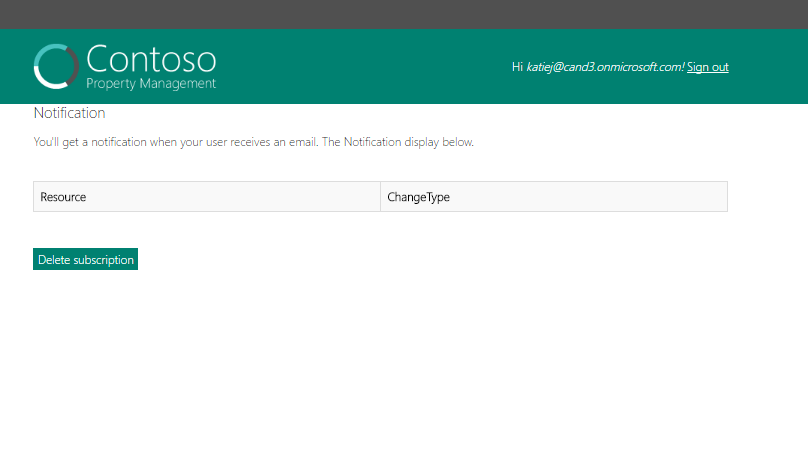 Contoso
Property Management
Hi katiej@cand3.onmicrosoft.com! Sign out
Notification
You'll get a notification when your user receives an email. The Notification display below.
Resource ChangeType
Delete subscription